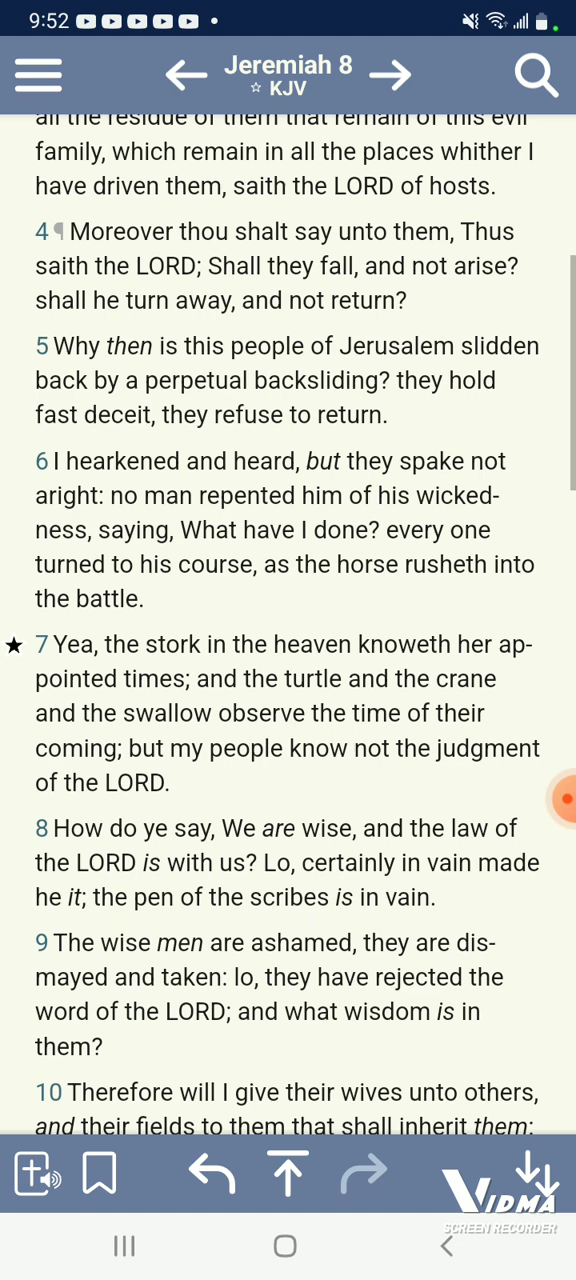 9:52
Jeremiah 8
☆ KJV
all the residue of them that remain of this evil
family, which remain in all the places whither I
have driven them, saith the LORD of hosts.
4 ¶ Moreover thou shalt say unto them, Thus
saith the LORD; Shall they fall, and not arise?
shall he turn away, and not return?
5 Why then is this people of Jerusalem slidden
back by a perpetual backsliding? they hold
fast deceit, they refuse to return.
6 I hearkened and heard, but they spake not
aright: no man repented him of his wicked-
ness, saying, What have I done? every one
turned to his course, as the horse rusheth into
the battle.
★ 7 Yea, the stork in the heaven knoweth her ap-
pointed times; and the turtle and the crane
and the swallow observe the time of their
coming; but my people know not the judgment
of the LORD.
8 How do ye say, We are wise, and the law of
the LORD is with us? Lo, certainly in vain made
he it; the pen of the scribes is in vain.
9 The wise men are ashamed, they are dis-
mayed and taken: lo, they have rejected the
word of the LORD; and what wisdom is in
them?
10 Therefore will I give their wives unto others,
and their fields to them that shall inherit them:
VIDMA
SCREEN RECORDER